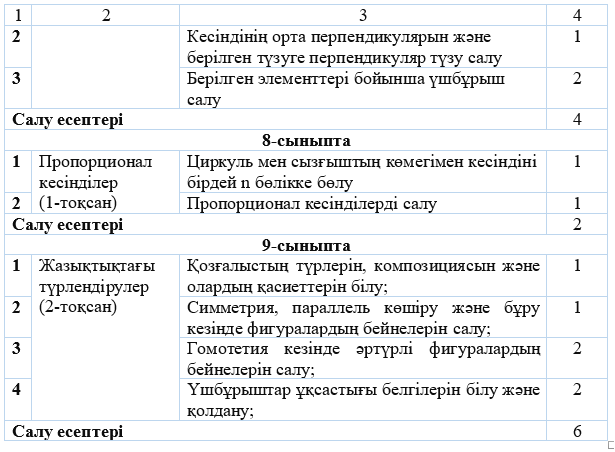 1 2 3 4
2 Кесіндінің орта перпендикулярын және 1
берілген түзуге перпендикуляр түзу салу
3 Берілген элементтері бойынша үшбұрыш 2
салу
Салу есептері 4
8-сыныпта
1 Пропорционал Циркуль мен сызғыштың көмегімен кесіндіні 1
кесінділер бірдей n бөлікке бөлу
(1-тоқсан)
2 Пропорционал кесінділерді салу 1
Салу есептері 2
9-сыныпта
1 Жазықтықтағы Қозғалыстың түрлерін, композициясын және 1
түрлендірулер олардың қасиеттерін білу;
(2-тоқсан)
2 Симметрия, параллель көшіру және бұру 1
кезінде фигуралардың бейнелерін салу;
3 Гомотетия кезінде әртүрлі фигуралардың 2
бейнелерін салу;
4 Үшбұрыштар ұқсастығы белгілерін білу және 2
қолдану;
Салу есептері 6